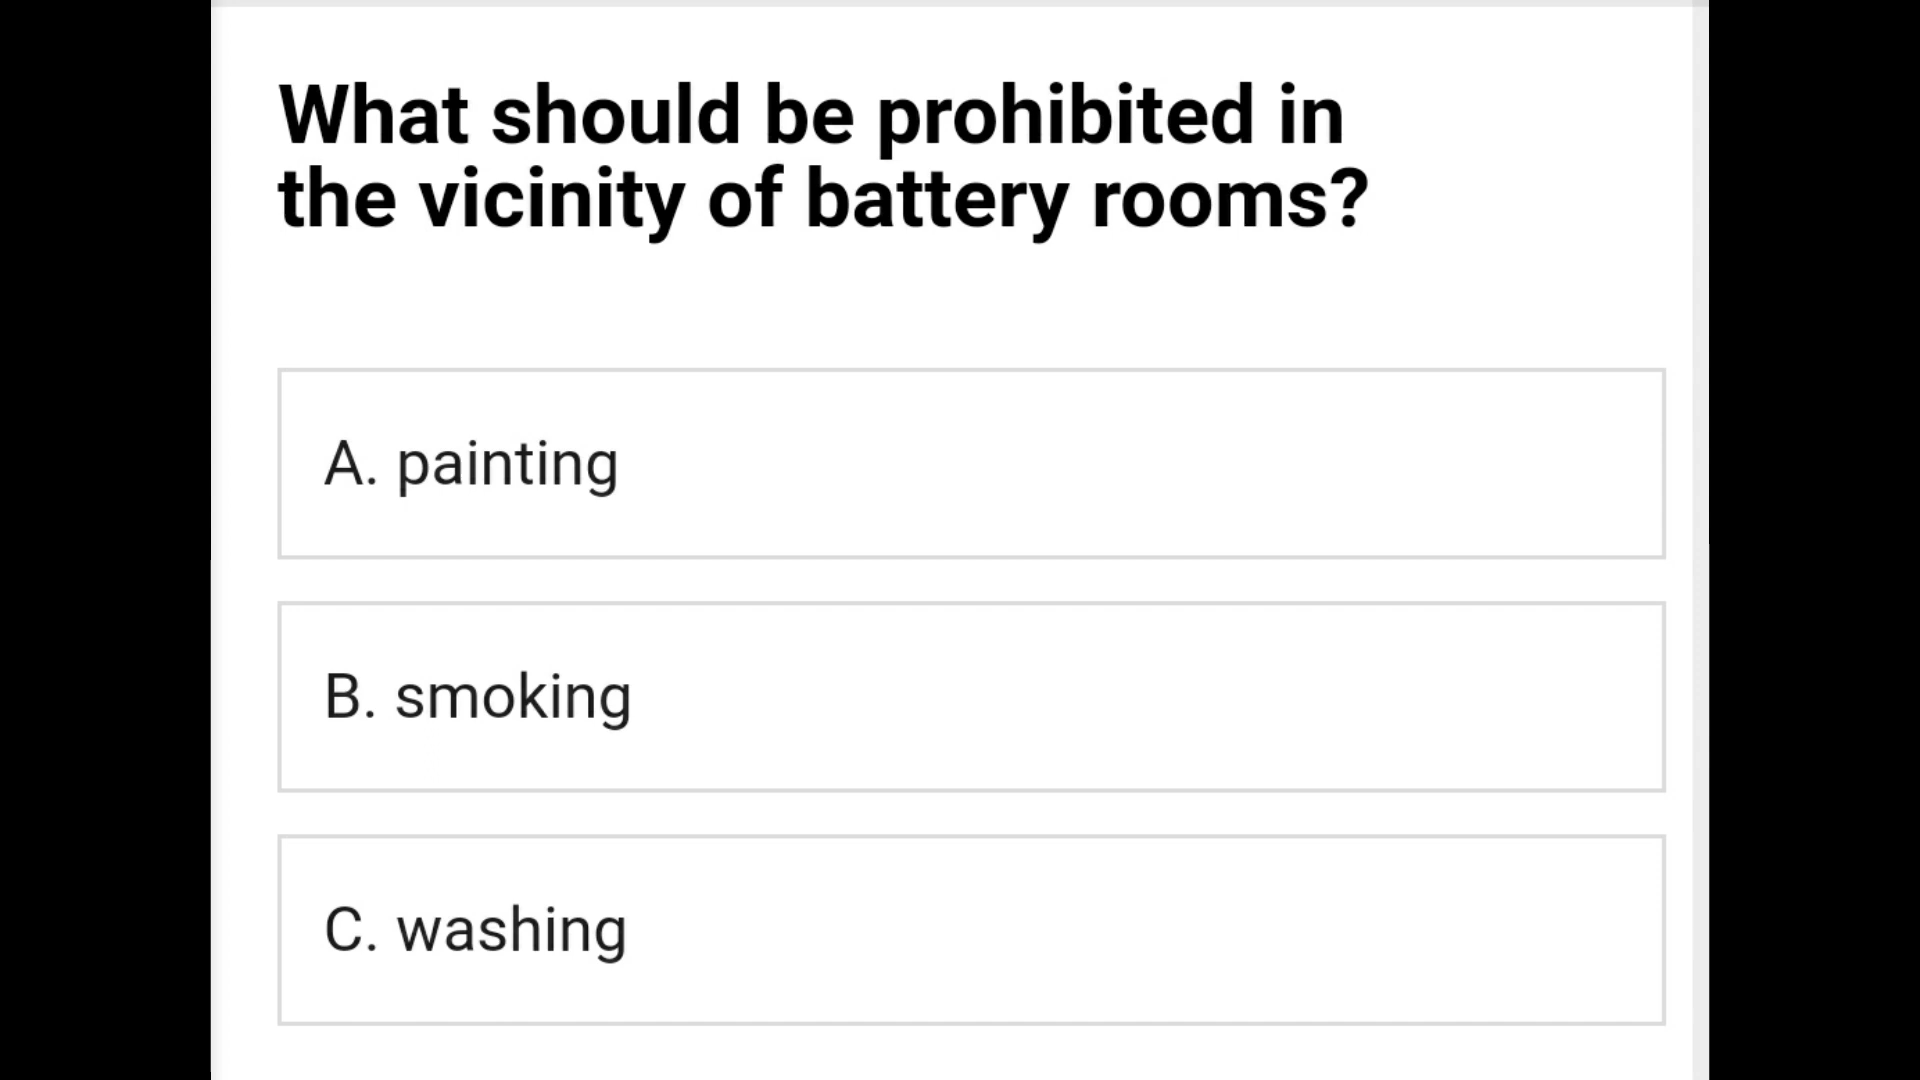 What should be prohibited in
the vicinity of battery rooms?
A. painting
B. smoking
C. washing